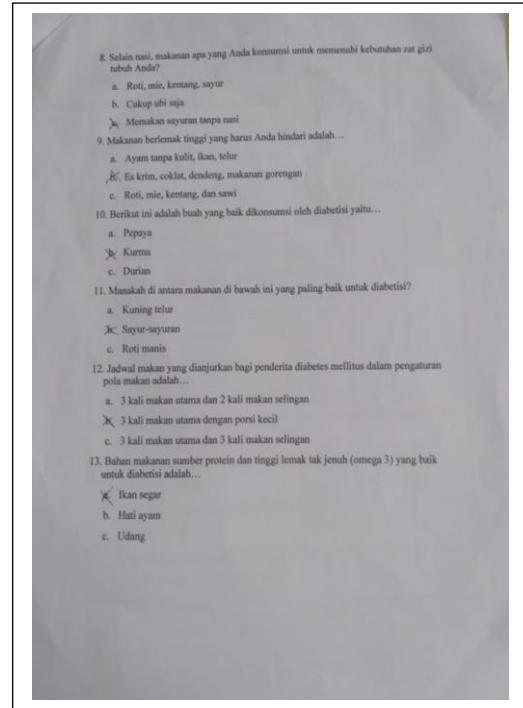 8. Selain nasi, makanan apa yang Anda konsumsi untuk memenuhi kebutuhan zat gizi
tubuh Anda?
a. Roti, mie, kentang, sayur
b. Cukup ubi saja
c. Memakan sayuran tanpa nasi
9. Makanan berlemak tinggi yang harus Anda hindari adalah…
a. Ayam tanpa kulit, ikan, telur
b. Es krim, coklat, dendeng, makanan gorengan
c. Roti, mie, kentang, dan sawi
10. Berikut ini adalah buah yang baik dikonsumsi oleh diabetisi yaitu…
a. Pepaya
b. Kurma
c. Durian
11. Manakah di antara makanan di bawah ini yang paling baik untuk diabetisi?
a. Kuning telur
b. Sayur-sayuran
c. Roti manis
12. Jadwal makan yang dianjurkan bagi penderita diabetes mellitus dalam pengaturan
pola makan adalah…
a. 3 kali makan utama dan 2 kali makan selingan
b. 3 kali makan utama dengan porsi kecil
c. 3 kali makan utama dan 3 kali makan selingan
13. Bahan makanan sumber protein dan tinggi lemak tak jenuh (omega 3) yang baik
untuk diabetisi adalah…
a. Ikan segar
b. Hati ayam
c. Udang